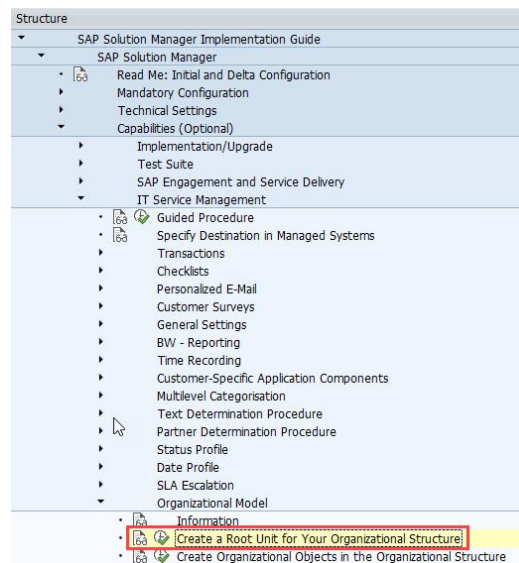 Structure
SAP Solution Manager Implementation Guide
SAP Solution Manager
Read Me: Initial and Delta Configuration
Mandatory Configuration
Technical Settings
Capabilities (Optional)
Implementation/Upgrade
Test Suite
SAP Engagement and Service Delivery
IT Service Management
Guided Procedure
Specify Destination in Managed Systems
Transactions
Checklists
Personalized E-Mail
Customer Surveys
General Settings
BW - Reporting
Time Recording
Customer-Specific Application Components
Multilevel Categorisation
Text Determination Procedure
Partner Determination Procedure
Status Profile
Date Profile
SLA Escalation
Organizational Model
Information
Create a Root Unit for Your Organizational Structure
Create Organizational Objects in the Organizational Structure